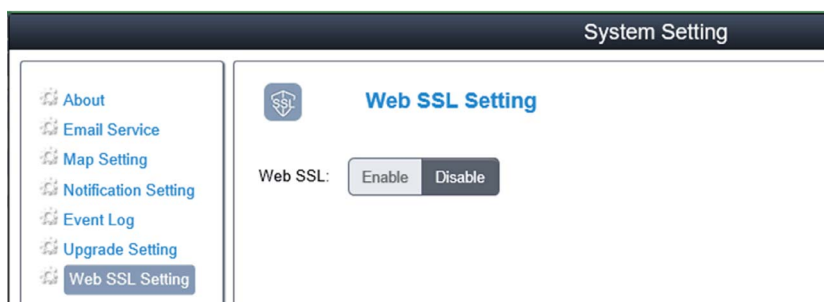 System Setting
About
Email Service
Map Setting
Notification Setting
Event Log
Upgrade Setting
Web SSL Setting
SSL
Web SSL Setting
Web SSL: Enable Disable